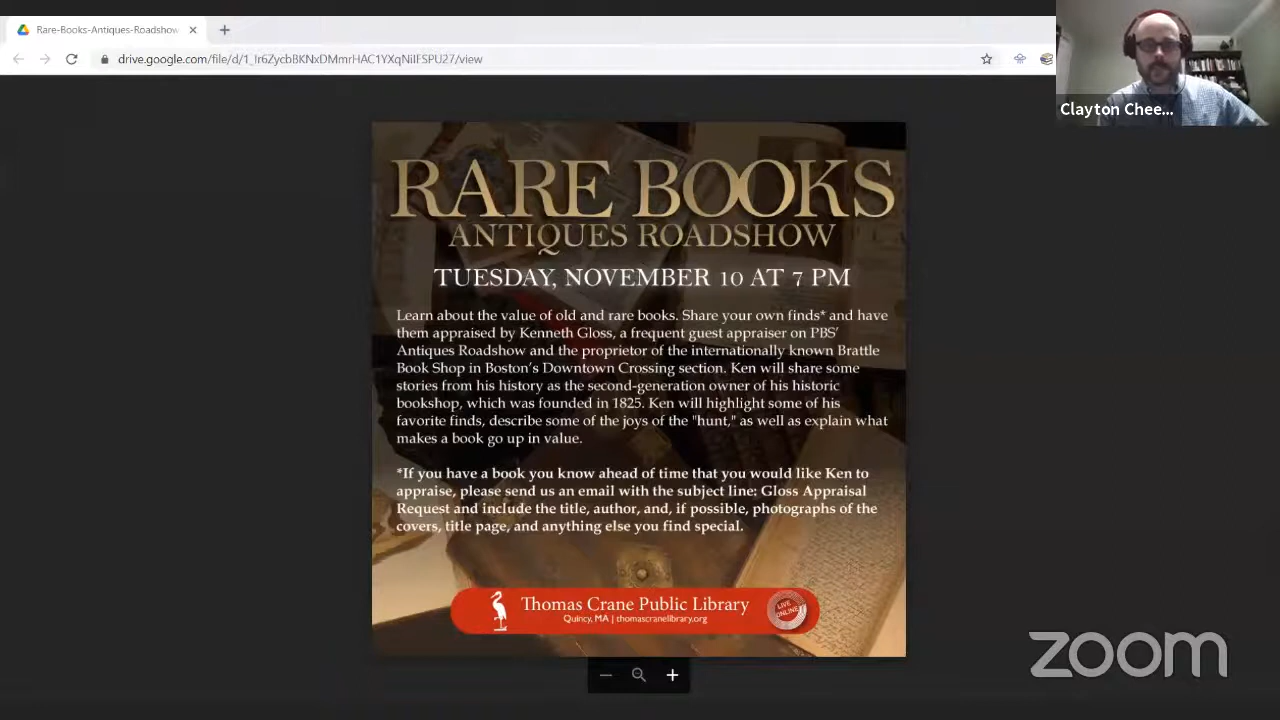 Rare-Books-Antiques-Roadshow
drive.google.com/file/d/1_Ir6ZycbBKNxDMmrHAC1YXqNiIFSPU27/view
Clayton Chee...
RARE BOOKS
ANTIQUES ROADSHOW
TUESDAY, NOVEMBER 10 AT 7 PM
Learn about the value of old and rare books. Share your own finds* and have
them appraised by Kenneth Gloss, a frequent guest appraiser on PBS'
Antiques Roadshow and the proprietor of the internationally known Brattle
Book Shop in Boston's Downtown Crossing section. Ken will share some
stories from his history as the second-generation owner of his historic
bookshop, which was founded in 1825. Ken will highlight some of his
favorite finds, describe some of the joys of the "hunt," as well as explain what
makes a book go up in value.
*If you have a book you know ahead of time that you would like Ken to
appraise, please send us an email with the subject line: Gloss Appraisal
Request and include the title, author, and, if possible, photographs of the
covers, title page, and anything else you find special.
Thomas Crane Public Library
Quincy, MA | thomascranelibrary.org
LIVE
ONLINE
zoom